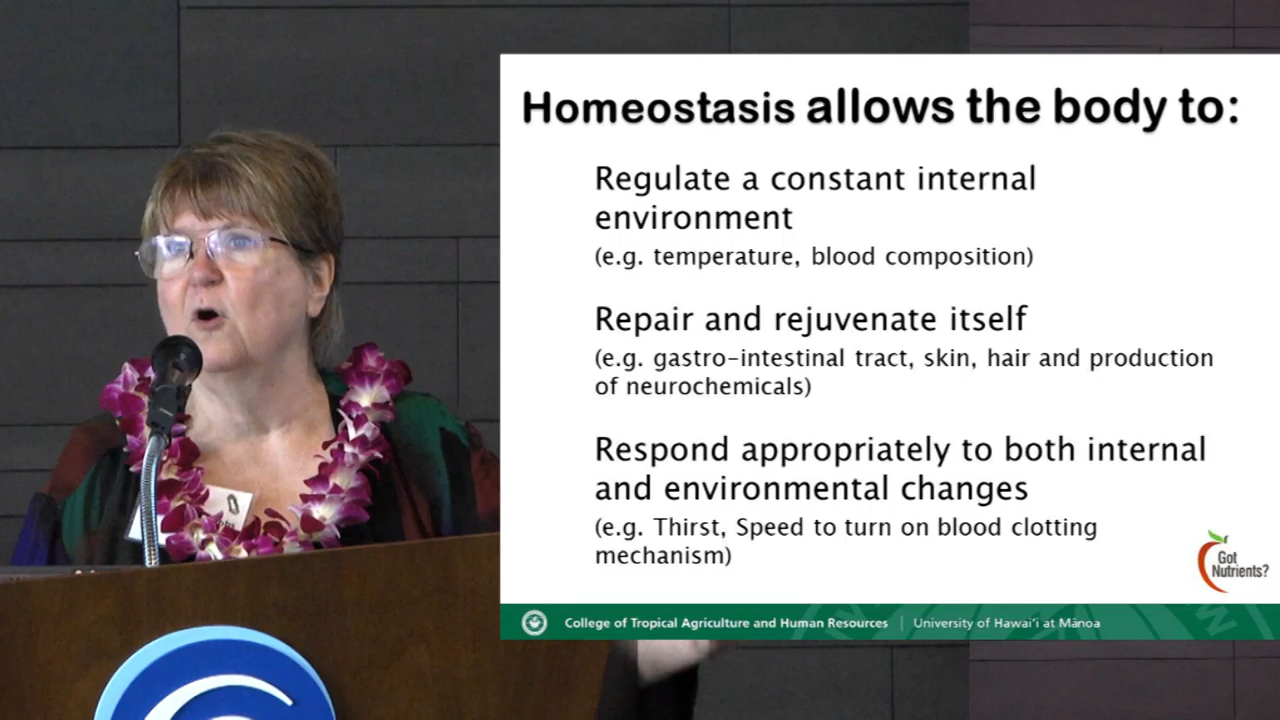 Homeostasis allows the body to:
Regulate a constant internal
environment
(e.g. temperature, blood composition)
Repair and rejuvenate itself
(e.g. gastro-intestinal tract, skin, hair and production
of neurochemicals)
Respond appropriately to both internal
and environmental changes
(e.g. Thirst, Speed to turn on blood clotting
mechanism)
Got
Nutrients?
College of Tropical Agriculture and Human Resources | University of Hawai'i at Mānoa